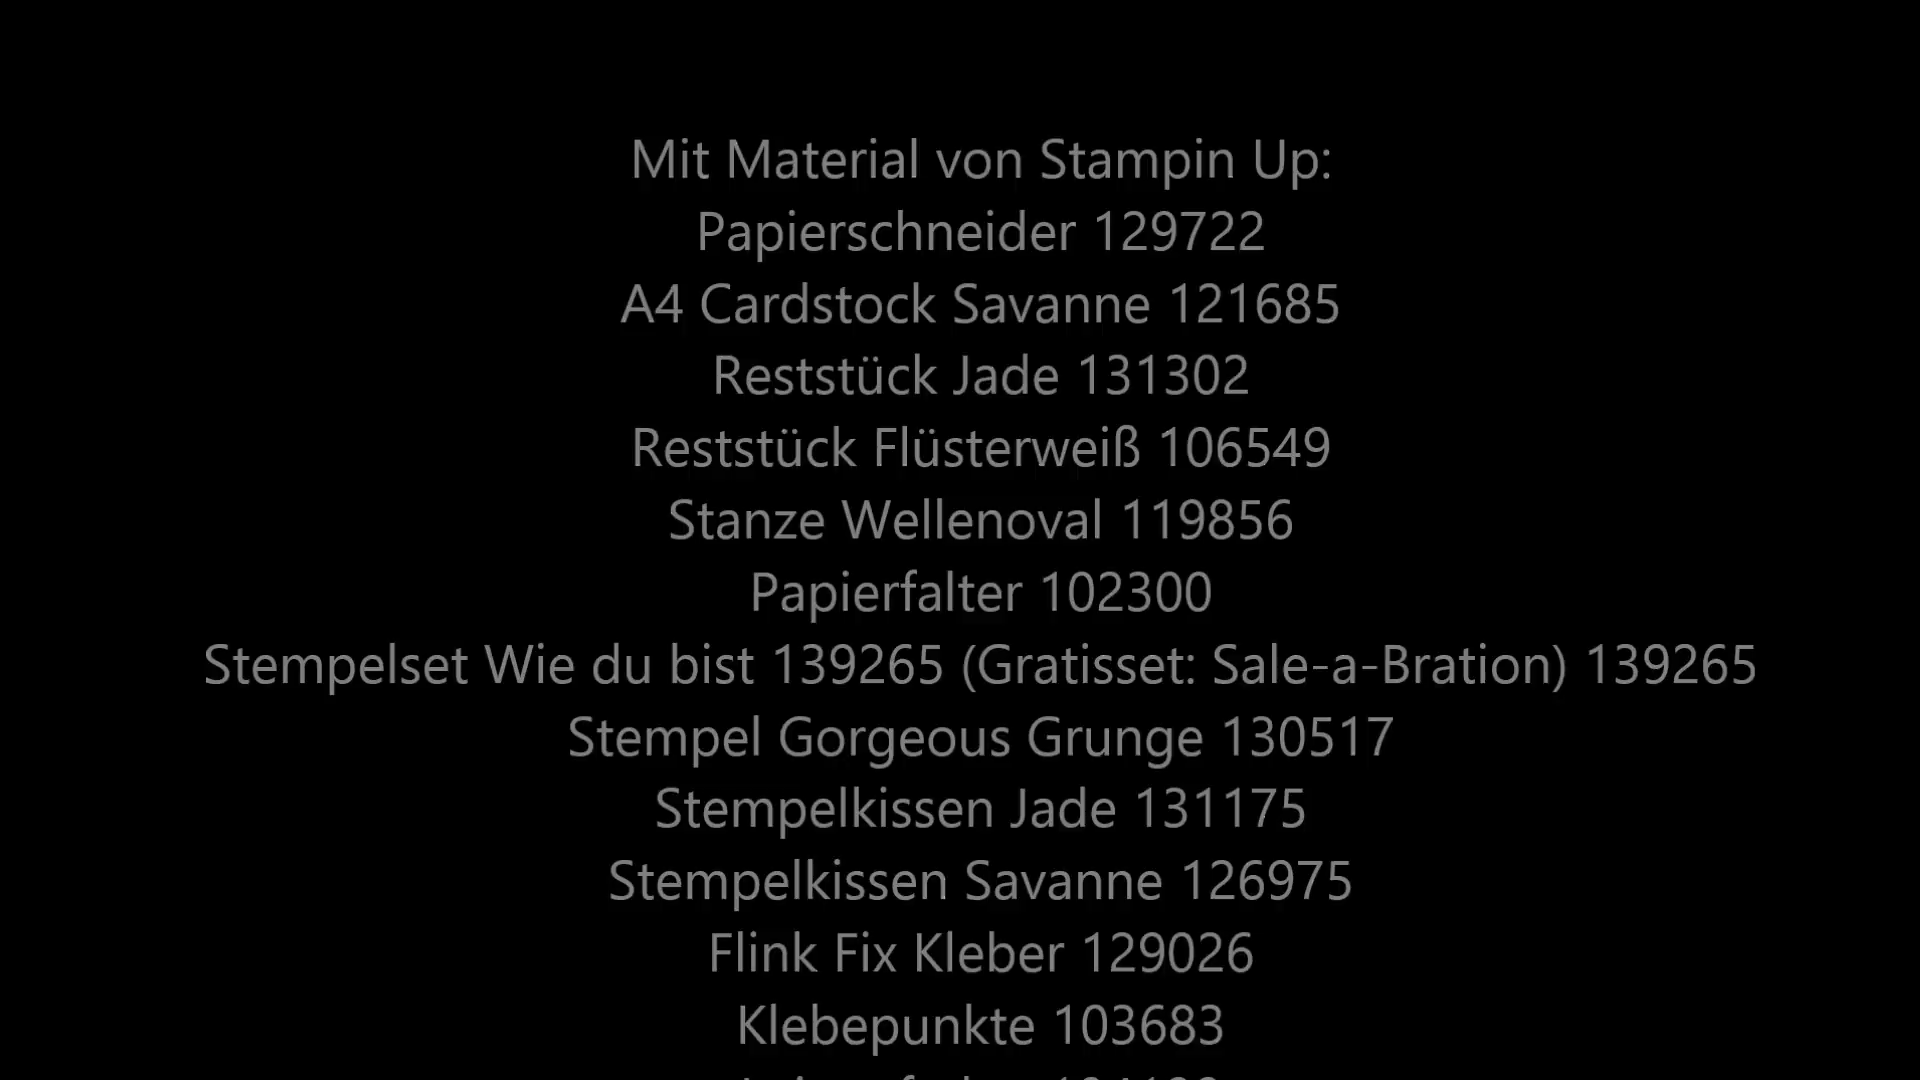 Mit Material von Stampin Up:
Papierschneider 129722
A4 Cardstock Savanne 121685
Reststück Jade 131302
Reststück Flüsterweiß 106549
Stanze Wellenoval 119856
Papierfalter 102300
Stempelset Wie du bist 139265 (Gratisset: Sale-a-Bration) 139265
Stempel Gorgeous Grunge 130517
Stempelkissen Jade 131175
Stempelkissen Savanne 126975
Flink Fix Kleber 129026
Klebepunkte 103683